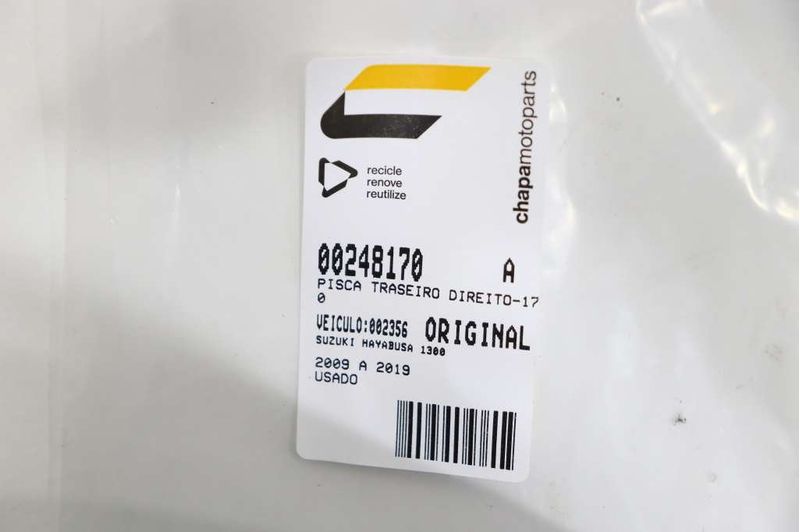 chapamotoparts
recicle
renove
reutilize
00248170 A
PISCA TRASEIRO DIREITO-17
0
VEICULO:002356 ORIGINAL
SUZUKI HAYABUSA 1300
2009 A 2019
USADO